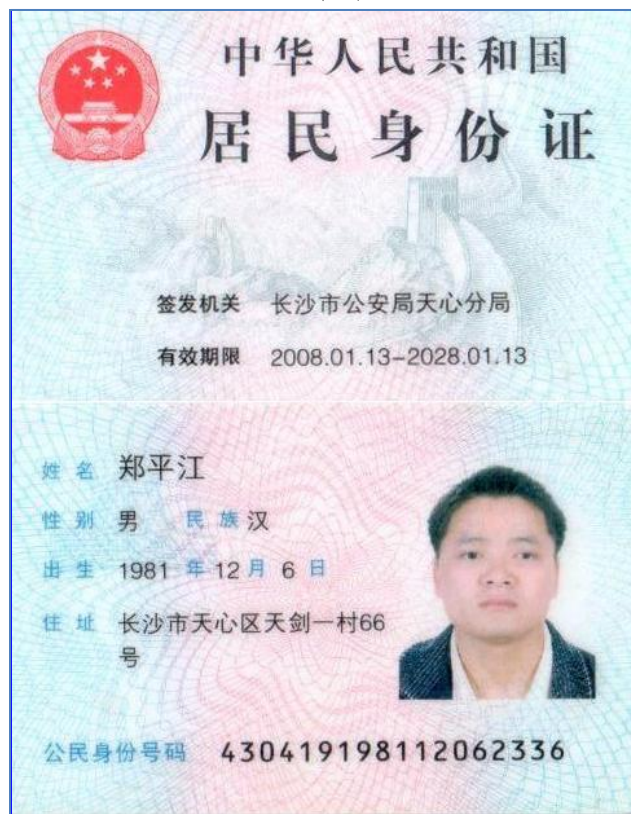 中华人民共和国
居民身份证
签发机关 长沙市公安局天心分局
有效期限 2008.01.13-2028.01.13
姓名 郑平江
性别 男 民族 汉
出生 1981 年 12 月 6 日
住址 长沙市天心区天剑一村66
号
公民身份号码 430419198112062336